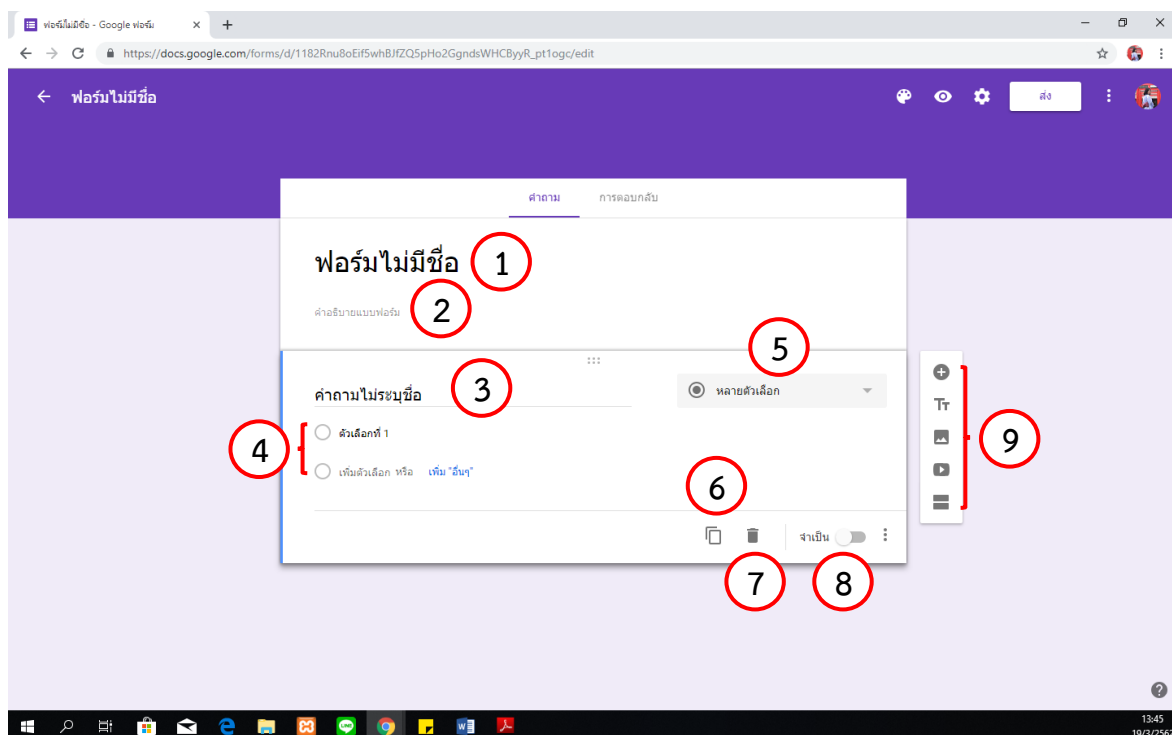 ฟอร์มไม่มีชื่อ - Google ฟอร์ม
https://docs.google.com/forms/d/1182Rnu8oEif5whBJfZQ5pHo2GgndsWHCByyR_pt1ogc/edit
ฟอร์มไม่มีชื่อ
ส่ง
คำถาม การตอบกลับ
ฟอร์มไม่มีชื่อ 1
คำอธิบายแบบฟอร์ม 2
5
คำถามไม่ระบุชื่อ 3 หลายตัวเลือก
Tт
4 ตัวเลือกที่ 1
9
เพิ่มตัวเลือก หรือ เพิ่ม "อื่นๆ"
6
จำเป็น
7 8
13:45
19/3/256